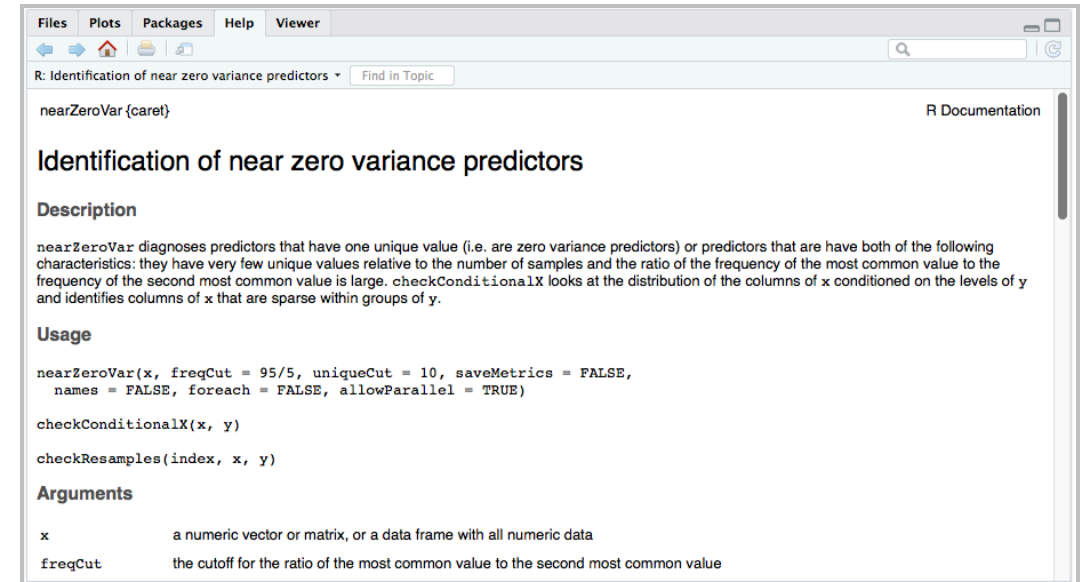 Files Plots Packages Help Viewer
R: Identification of near zero variance predictors Find in Topic
nearZeroVar {caret} R Documentation
Identification of near zero variance predictors
Description
nearZeroVar diagnoses predictors that have one unique value (i.e. are zero variance predictors) or predictors that are have both of the following
characteristics: they have very few unique values relative to the number of samples and the ratio of the frequency of the most common value to the
frequency of the second most common value is large. checkConditionalX looks at the distribution of the columns of x conditioned on the levels of y
and identifies columns of x that are sparse within groups of y.
Usage
nearZeroVar(x, freqCut = 95/5, uniqueCut = 10, saveMetrics = FALSE,
names = FALSE, foreach = FALSE, allowParallel = TRUE)
checkConditionalX(x, y)
checkResamples(index, x, y)
Arguments
x a numeric vector or matrix, or a data frame with all numeric data
freqCut the cutoff for the ratio of the most common value to the second most common value